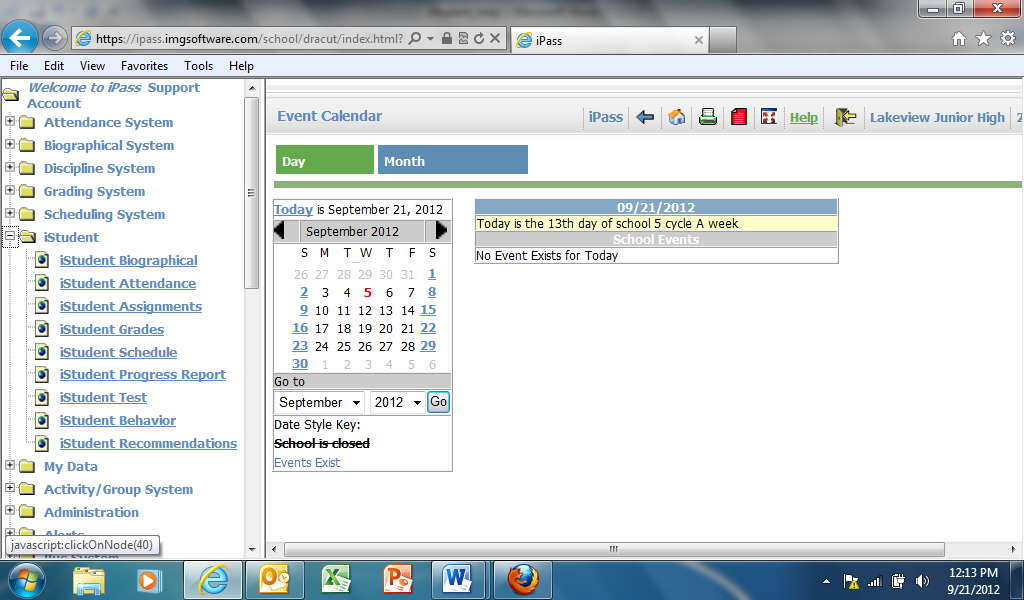 https://ipass.imgsoftware.com/school/dracut/index.html?
iPass
File Edit View Favorites Tools Help
Welcome to iPass Support
Account
Attendance System
Biographical System
Discipline System
Grading System
Scheduling System
iStudent
iStudent Biographical
iStudent Attendance
iStudent Assignments
iStudent Grades
iStudent Schedule
iStudent Progress Report
iStudent Test
iStudent Behavior
iStudent Recommendations
My Data
Activity/Group System
Administration
Alerts
javascript:clickOnNode(40)
Event Calendar
iPass Help Lakeview Junior High 2
Day Month
Today is September 21, 2012
September 2012
S M T W T F S
26 27 28 29 30 31 1
2 3 4 5 6 7 8
9 10 11 12 13 14 15
16 17 18 19 20 21 22
23 24 25 26 27 28 29
30 1 2 3 4 5 6
Go to
September 2012 Go
Date Style Key:
School is closed
Events Exist
09/21/2012
Today is the 13th day of school 5 cycle A week
School Events
No Event Exists for Today
12:13 PM
9/21/2012